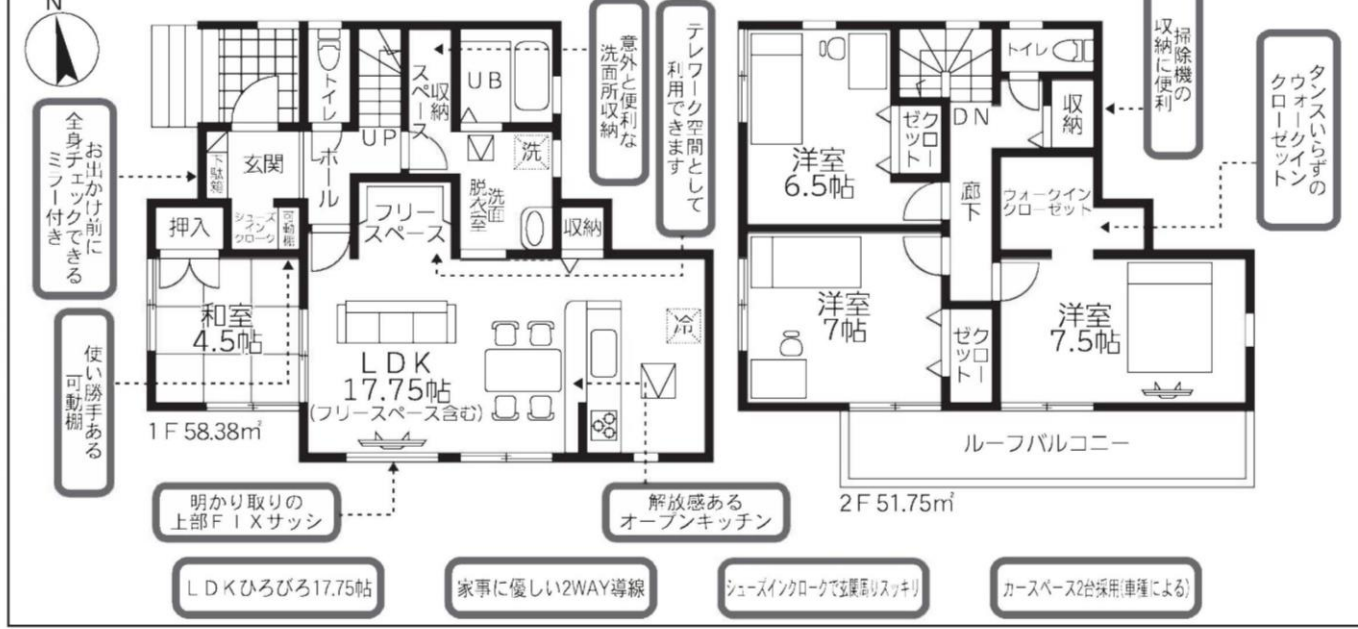 N
お出かけ前に
全身チェックできる
ミラー付き
使い勝手ある
可動棚
意外と便利な
洗面所収納
テレワーク空間として
利用できます
掃除機の
収納に便利
タンスいらずの
ウォークイン
クローゼット
トイレ
UP
収納
スペース
UB
玄関
下駄箱
ホール
シューズ
イン
クローク
可動棚
押入
フリー
スペース
洗面
脱衣室
洗
収納
和室
4.5帖
LDK
17.75帖
(フリースペース含む)
冷
1F 58.38㎡
明かり取りの
上部FIXサッシ
解放感ある
オープンキッチン
洋室
6.5帖
クロー
ゼット
DN
トイレ
収納
廊下
ウォークイン
クローゼット
洋室
7帖
クロー
ゼット
洋室
7.5帖
ルーフバルコニー
2F 51.75㎡
LDKひろびろ17.75帖
家事に優しい2WAY導線
シューズインクロークで玄関周りスッキリ
カースペース2台採用(車種による)